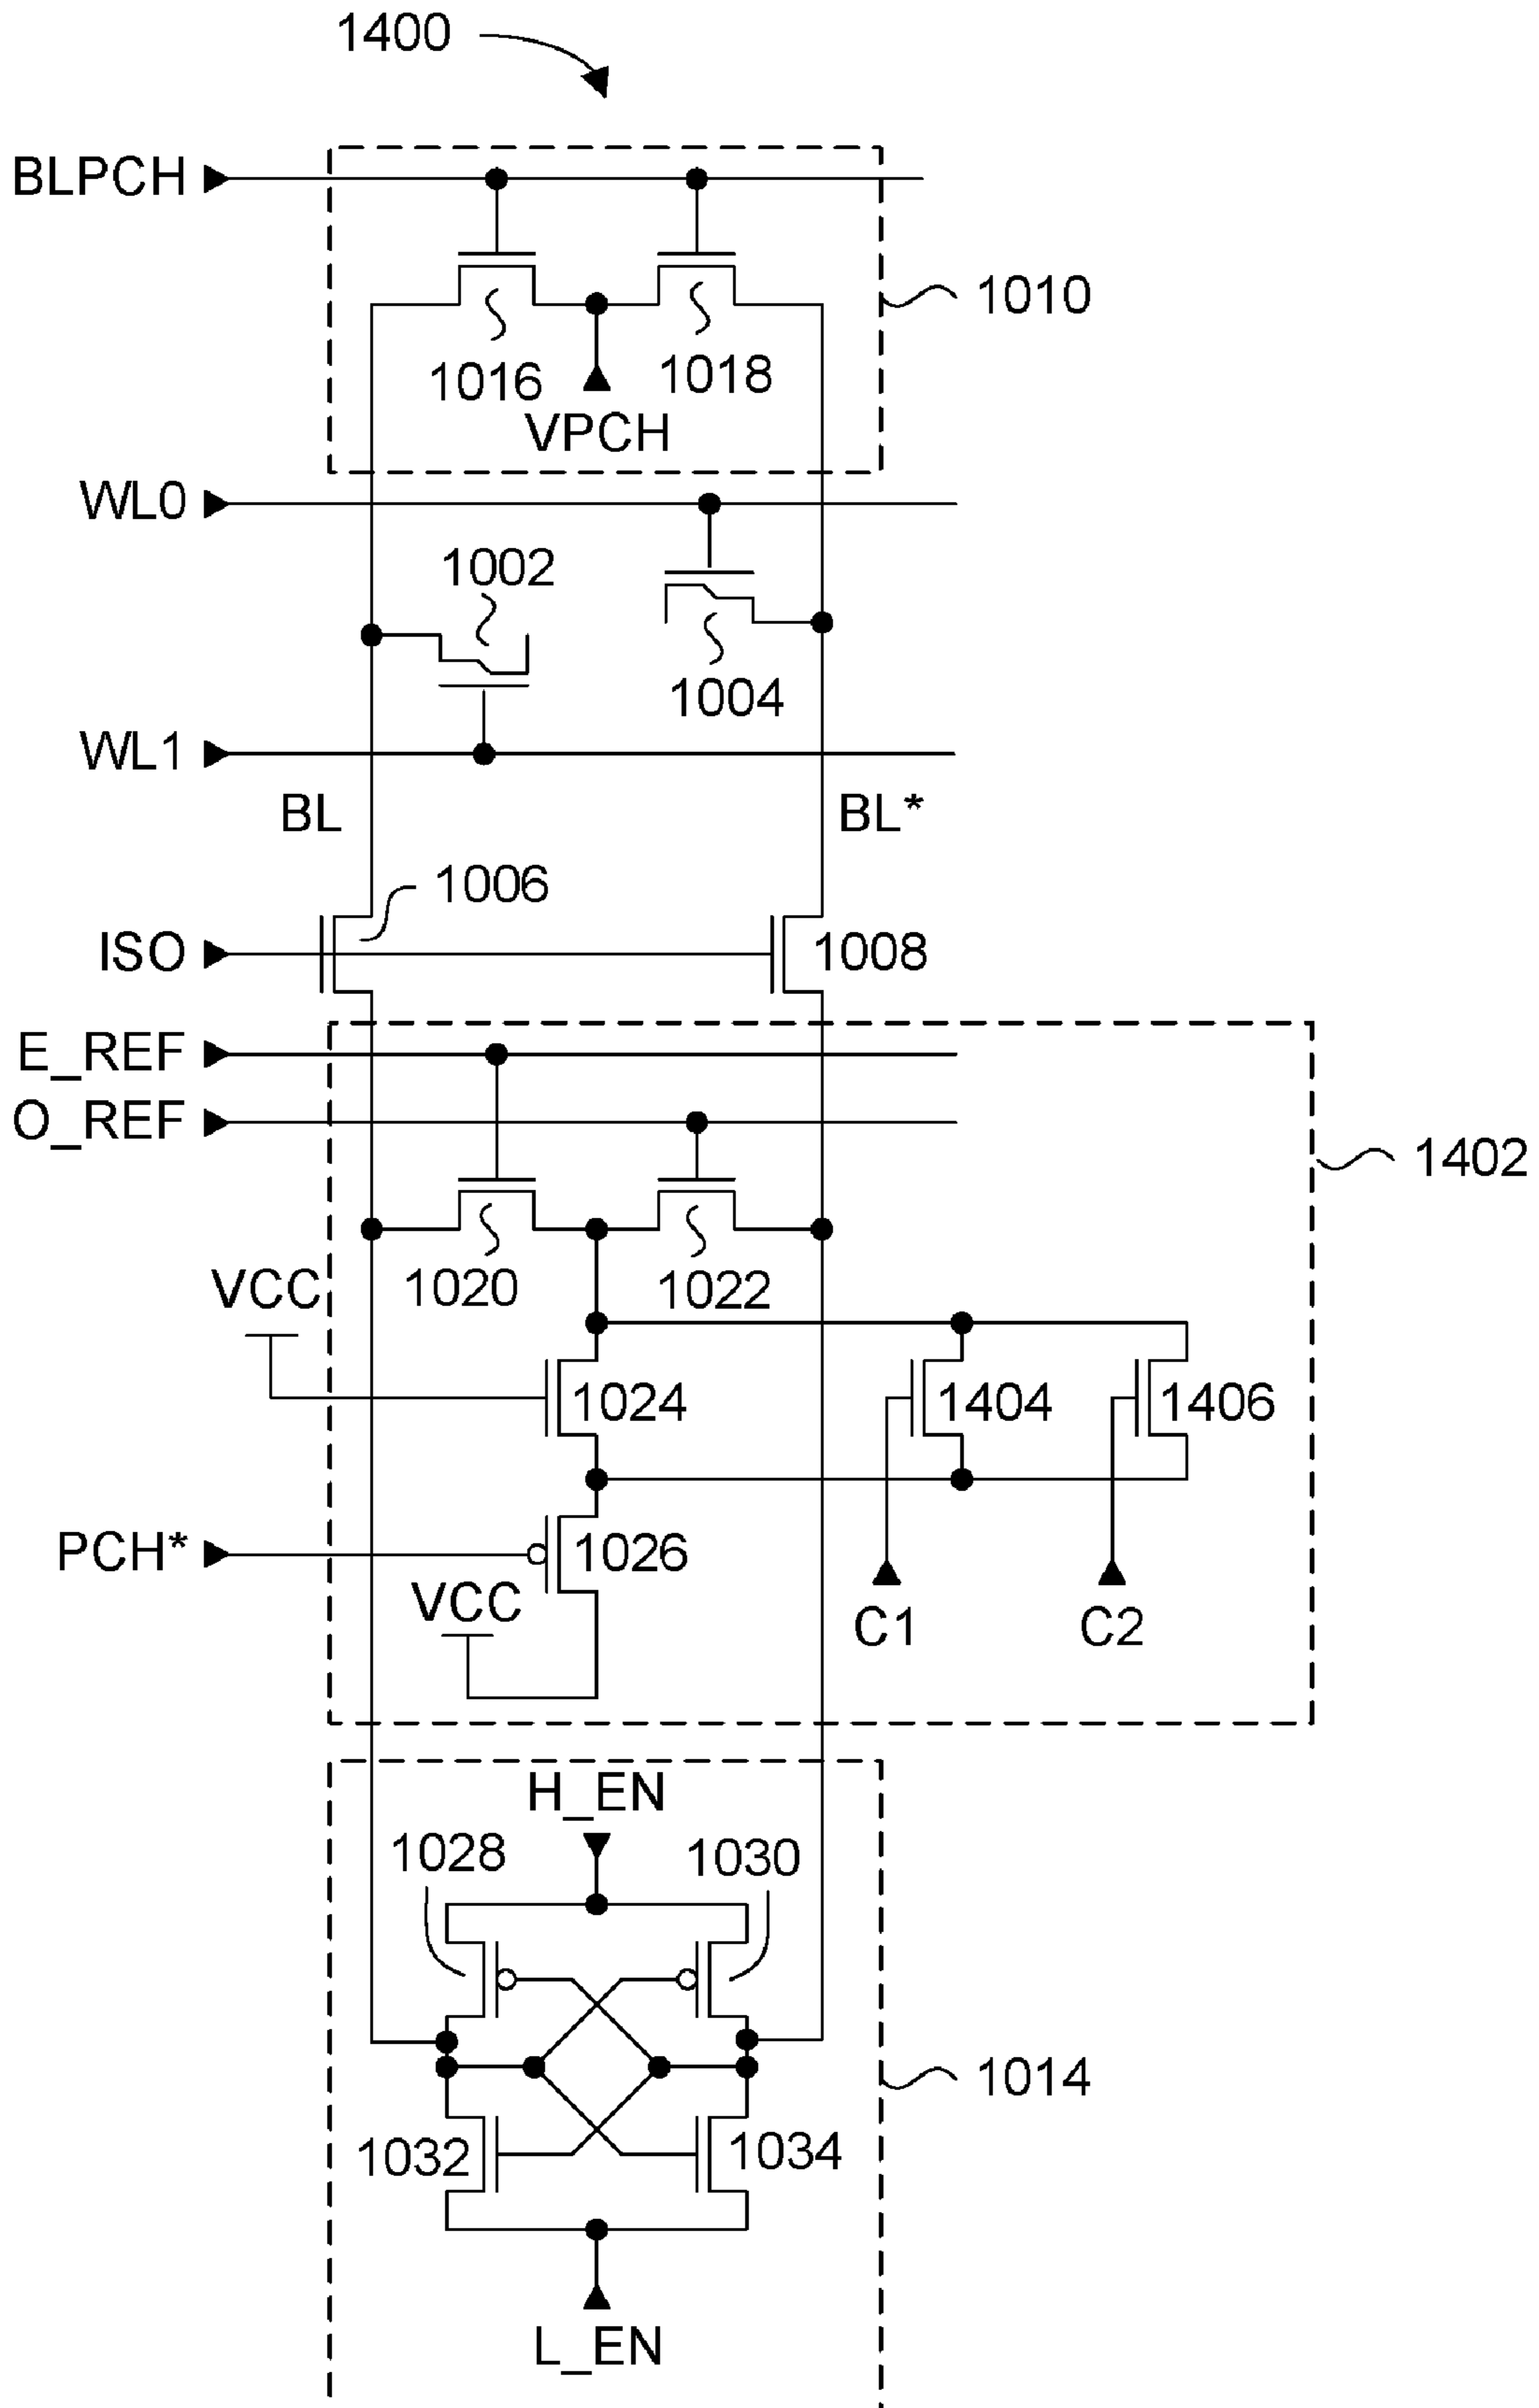 1400
BLPCH
1010
1016
1018
VPCH
WL0
1002
1004
WL1
BL
BL*
1006
ISO
1008
E_REF
O_REF
1402
1020
1022
VCC
1024
1404
1406
PCH*
1026
VCC
C1
C2
H_EN
1028
1030
1014
1032
1034
L_EN